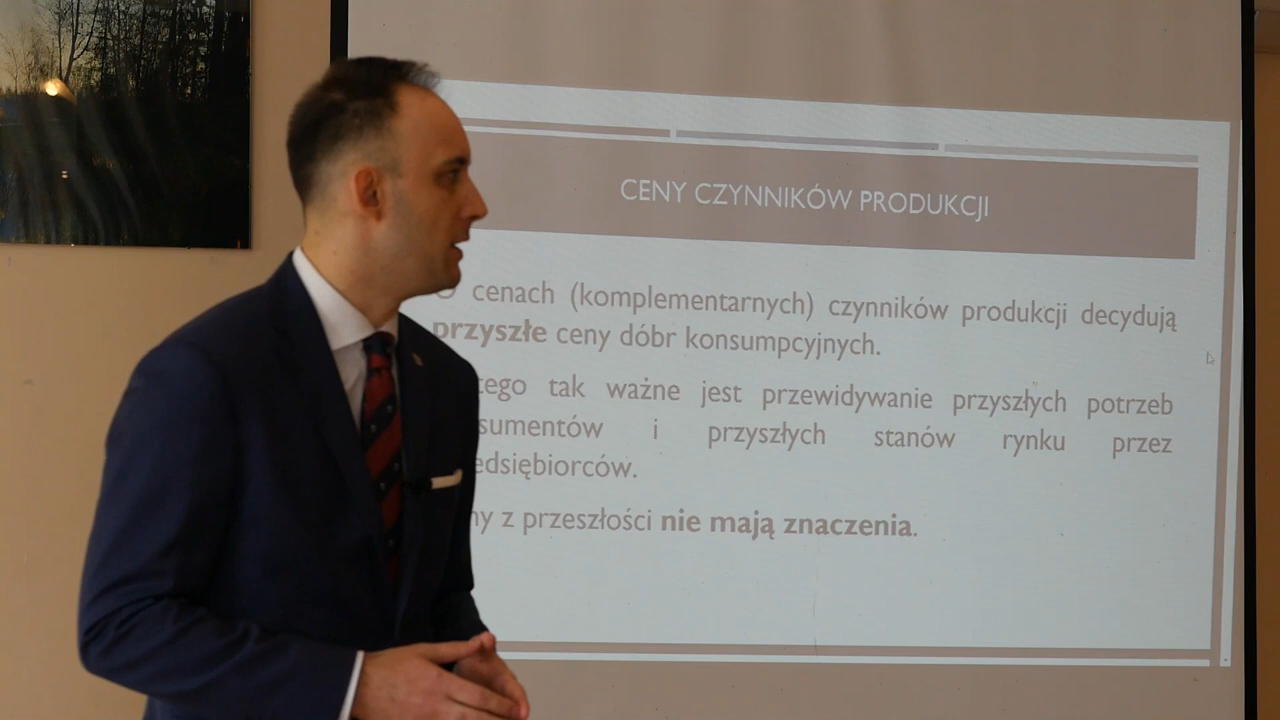 CENY CZYNNIKÓW PRODUKCJI
O cenach (komplementarnych) czynników produkcji decydują
przyszłe ceny dóbr konsumpcyjnych.
tego tak ważne jest przewidywanie przyszłych potrzeb
sumentów i przyszłych stanów rynku przez
edsiębiorców.
ny z przeszłości nie mają znaczenia.